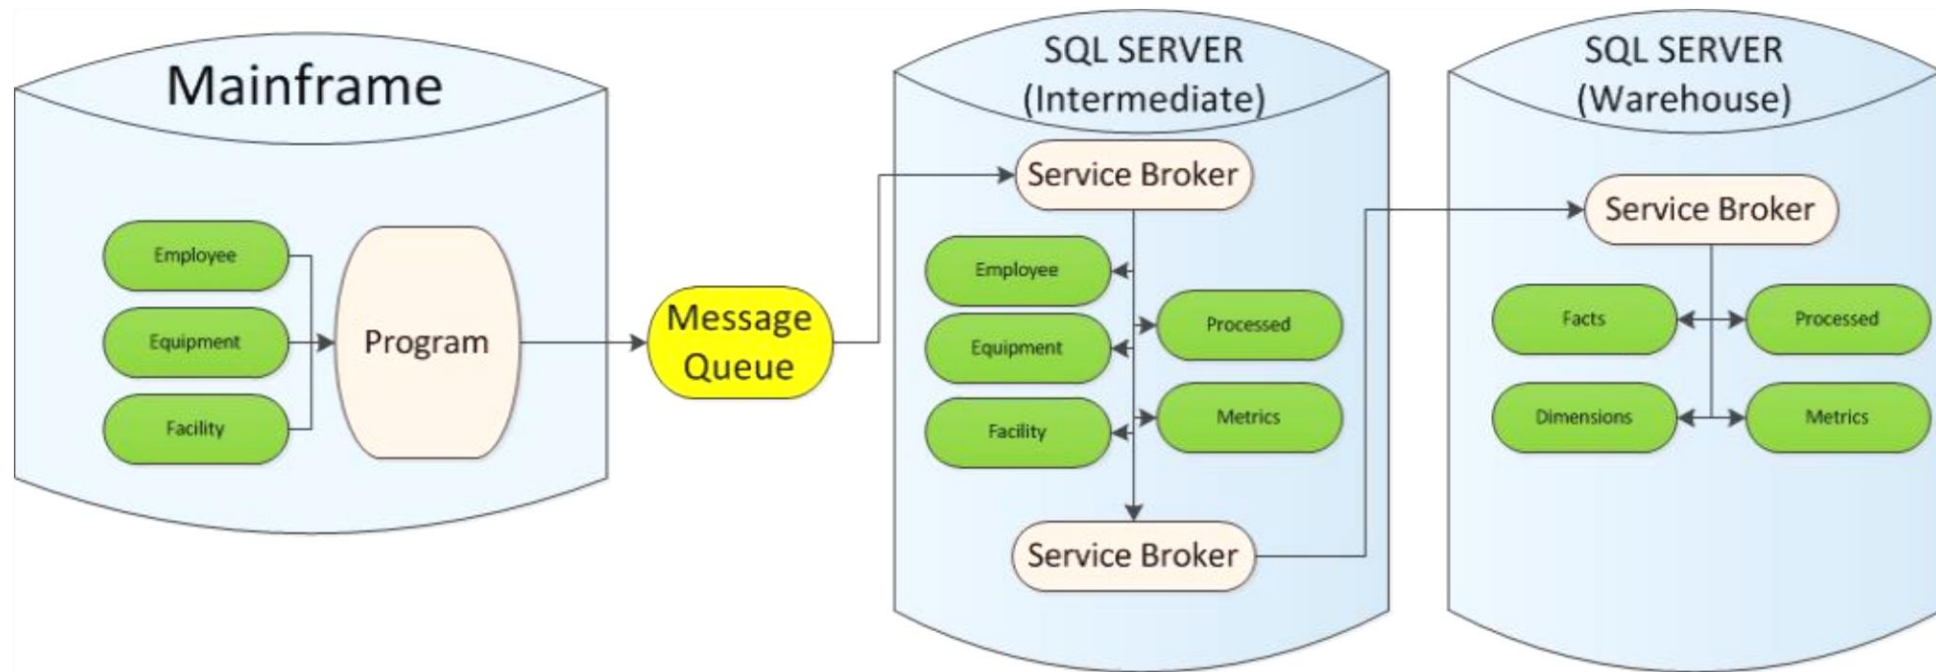 Mainframe
Employee
Equipment
Facility
Program
Message
Queue
SQL SERVER
(Intermediate)
Service Broker
Employee
Equipment
Facility
Processed
Metrics
Service Broker
SQL SERVER
(Warehouse)
Service Broker
Facts
Processed
Dimensions
Metrics